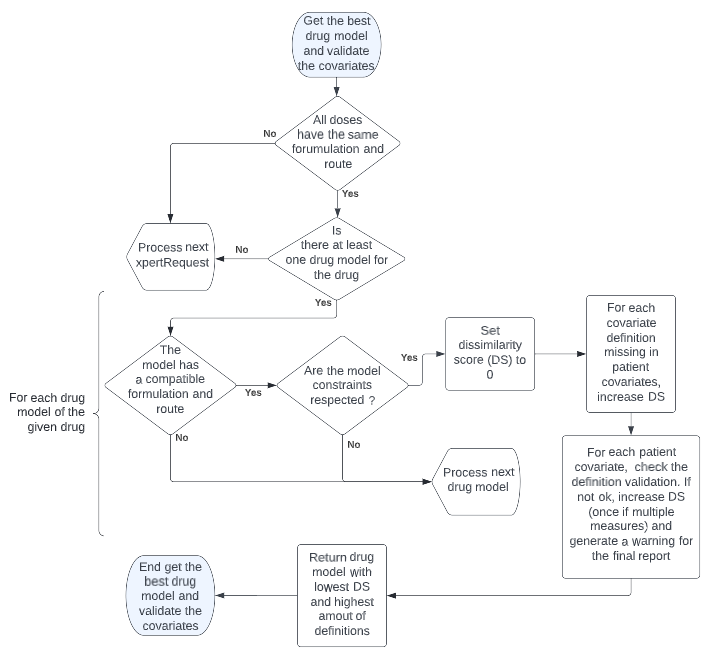 Get the best
drug model
and validate
the covariates
All doses
have the same
forumulation and
route
No
Yes
Is
there at least
one drug model for
the drug
No
Process next
xpertRequest
Yes
The
model has
a compatible
formulation and
route
Yes
No
Are the model
constraints
respected ?
Yes
No
Set
dissimilarity
score (DS) to
0
For each
covariate
definition
missing in
patient
covariates,
increase DS
For each drug
model of the
given drug
Process next
drug model
For each patient
covariate, check the
definition validation. If
not ok, increase DS
(once if multiple
measures) and
generate a warning for
the final report
Return drug
model with
lowest DS
and highest
amout of
definitions
End get the
best drug
model and
validate the
covariates